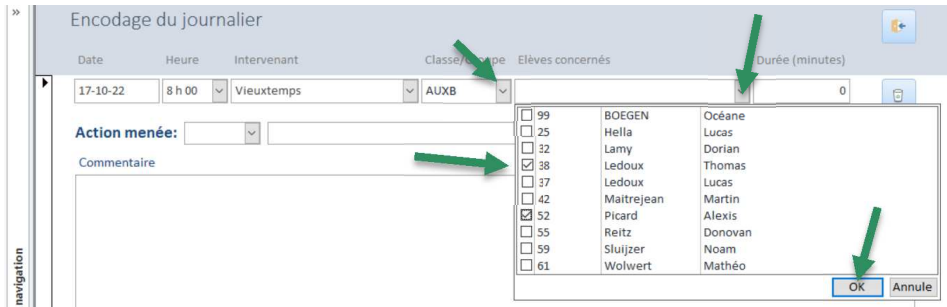 »
Encodage du journalier
Date Heure Intervenant Classe/Groupe Elèves concernés Durée (minutes)
17-10-22 8 h 00 Vieuxtemps AUXB 0
99 BOEGEN Océane
25 Hella Lucas
Action menée:
32 Lamy Dorian
Commentaire
38 Ledoux Thomas
37 Ledoux Lucas
42 Maitrejean Martin
52 Picard Alexis
55 Reitz Donovan
59 Sluijzer Noam
61 Wolwert Mathéo
OK Annule
navigation